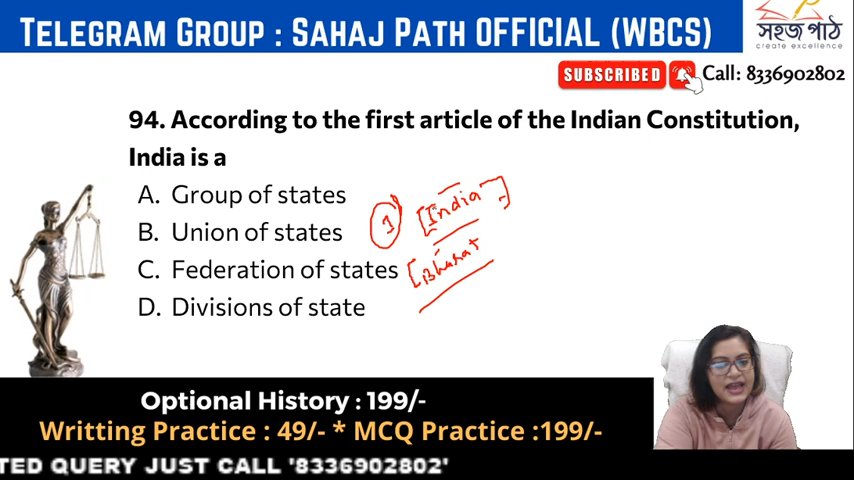 TELEGRAM GROUP : SAHAJ PATH OFFICIAL (WBCS)
সহজ পাঠ
create excellence
SUBSCRIBED
Call: 8336902802
94. According to the first article of the Indian Constitution,
India is a
A. Group of states
B. Union of states
C. Federation of states
D. Divisions of state
1
[India]
[Bharat
Optional History : 199/-
Writting Practice : 49/- * MCQ Practice :199/-
TED QUERY JUST CALL '8336902802'